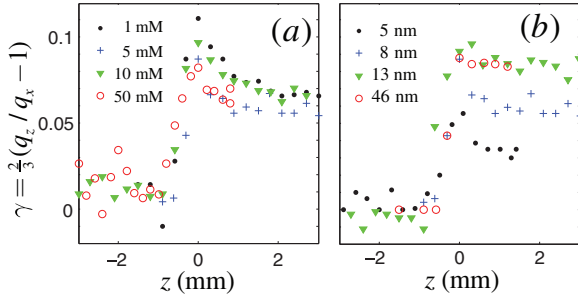 (a)
1 mM
5 mM
10 mM
50 mM
0.1
0.05
0
−2
0
2
z (mm)
γ = 2/3 (q_z / q_x − 1)
(b)
5 nm
8 nm
13 nm
46 nm
−2
0
2
z (mm)